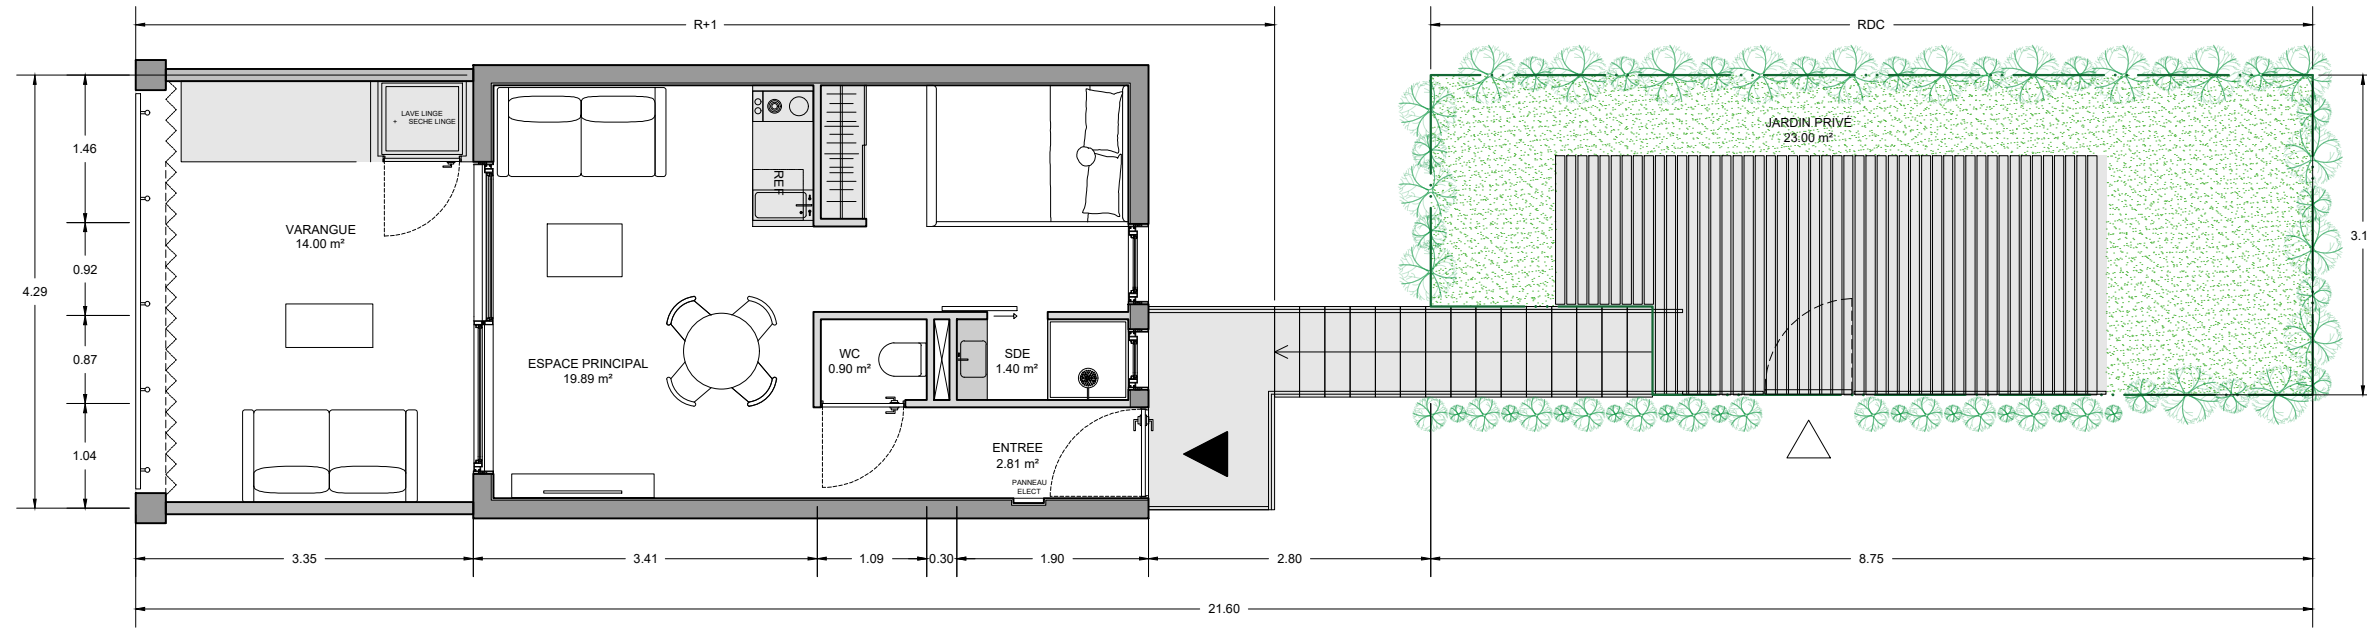 R+1
RDC
LAVE LINGE
+ SECHE LINGE
JARDIN PRIVÉ
23.00 m²
1.46
REF
VARANGUE
14.00 m²
3.1
0.92
4.29
ESPACE PRINCIPAL
19.89 m²
WC
0.90 m²
SDE
1.40 m²
0.87
1.04
ENTREE
2.81 m²
PANNEAU
ELECT
3.35
3.41
1.09
0.30
1.90
2.80
8.75
21.60